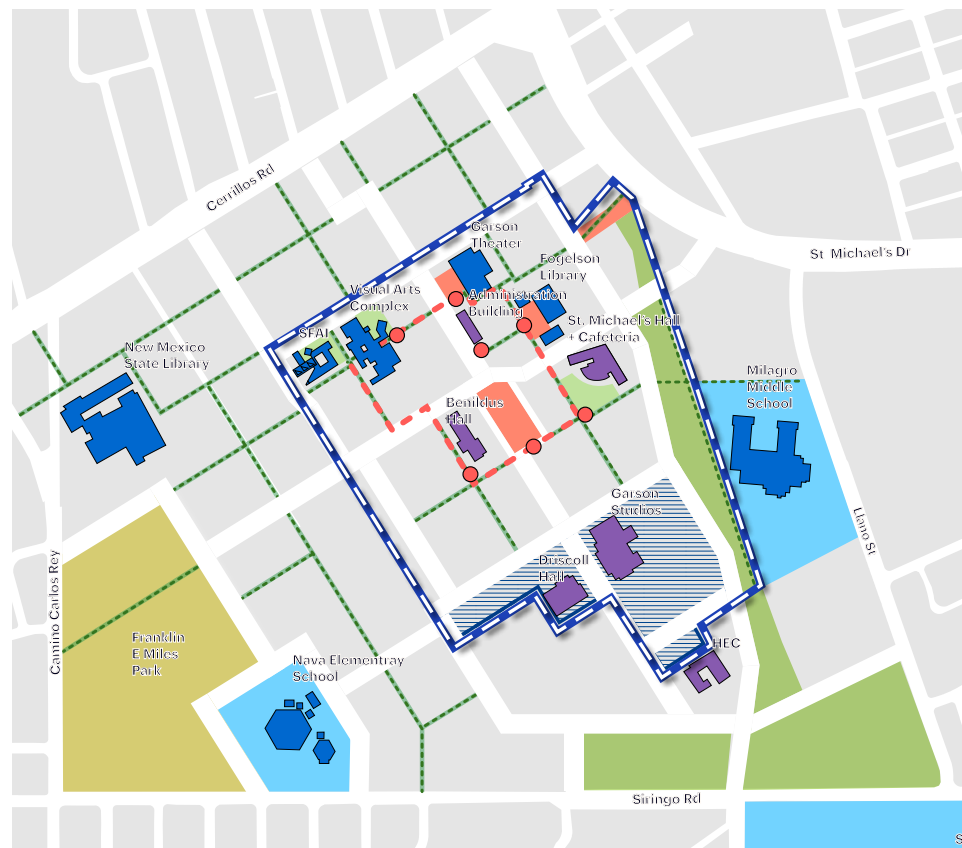 Cerrillos Rd
Garson
Theater
St Michael's Dr
Fogelson
Library
Visual Arts
Complex
Administration
Building
St. Michael's Hall
+ Cafeteria
SFAI
New Mexico
State Library
Milagro
Middle
School
Benildus
Hall
Garson
Studios
Llano St
Driscoll
Hall
Camino Carlos Rey
Franklin
E Miles
Park
HEC
Nava Elementray
School
Siringo Rd
S